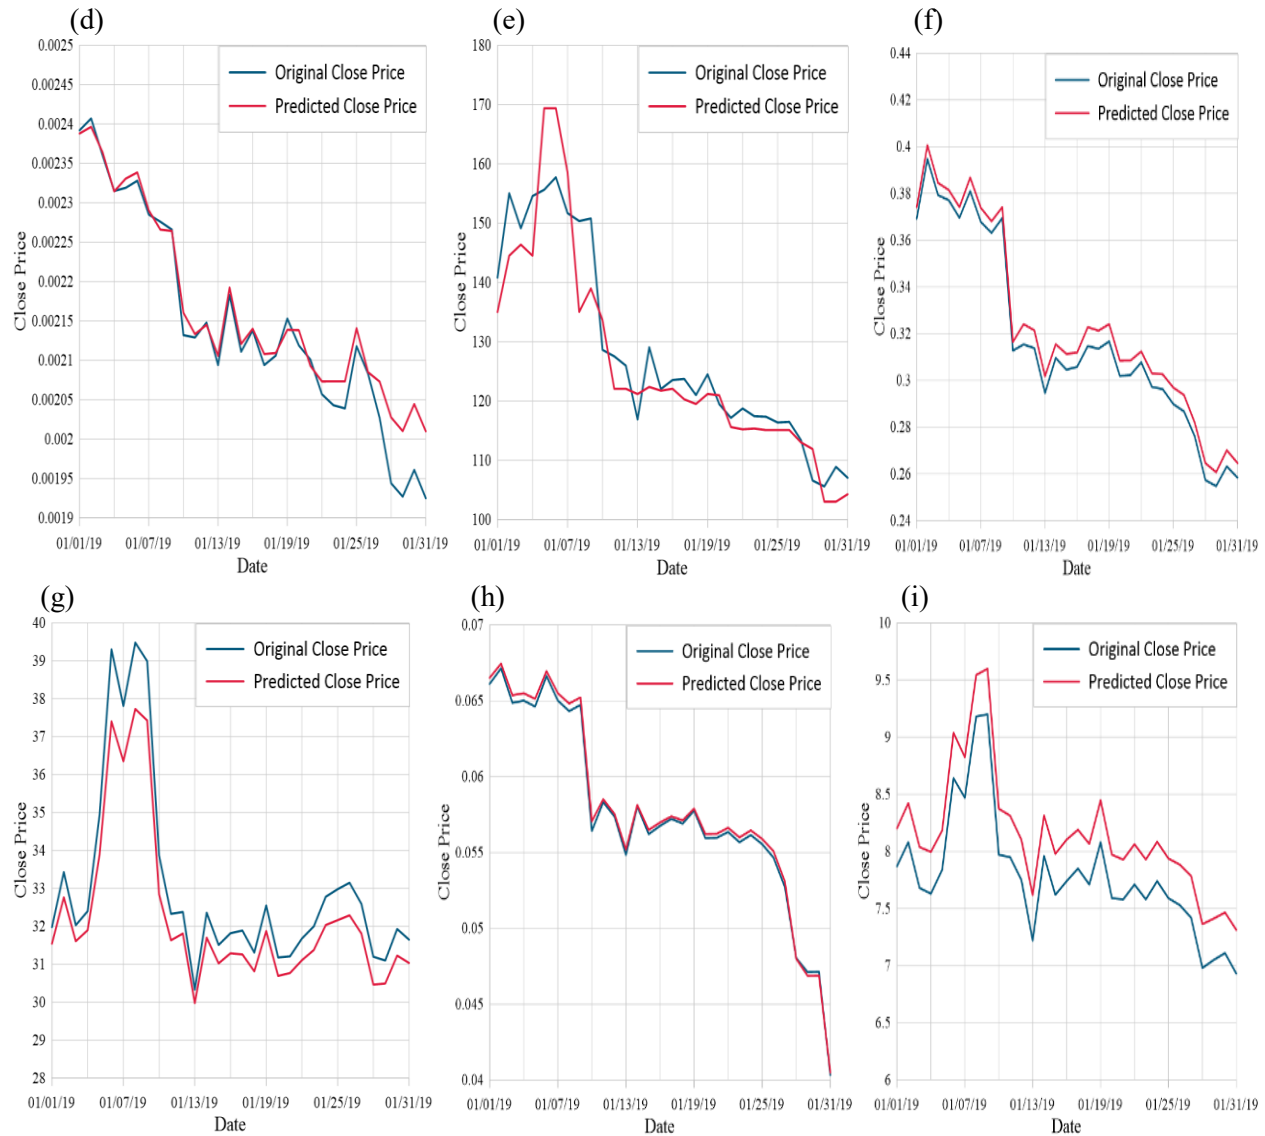 (d)
0.0025
0.00245
0.0024
0.00235
0.0023
0.00225
0.0022
0.00215
0.0021
0.00205
0.002
0.00195
0.0019
Close Price
Original Close Price
Predicted Close Price
01/01/19 01/07/19 01/13/19 01/19/19 01/25/19 01/31/19
Date
(e)
180
170
160
150
140
130
120
110
100
Close Price
Original Close Price
Predicted Close Price
01/01/19 01/07/19 01/13/19 01/19/19 01/25/19 01/31/19
Date
(f)
0.44
0.42
0.4
0.38
0.36
0.34
0.32
0.3
0.28
0.26
0.24
Close Price
Original Close Price
Predicted Close Price
01/01/19 01/07/19 01/13/19 01/19/19 01/25/19 01/31/19
Date
(g)
40
39
38
37
36
35
34
33
32
31
30
29
28
Close Price
Original Close Price
Predicted Close Price
01/01/19 01/07/19 01/13/19 01/19/19 01/25/19 01/31/19
Date
(h)
0.07
0.065
0.06
0.055
0.05
0.045
0.04
Close Price
Original Close Price
Predicted Close Price
01/01/19 01/07/19 01/13/19 01/19/19 01/25/19 01/31/19
Date
(i)
10
9.5
9
8.5
8
7.5
7
6.5
6
Close Price
Original Close Price
Predicted Close Price
01/01/19 01/07/19 01/13/19 01/19/19 01/25/19 01/31/19
Date